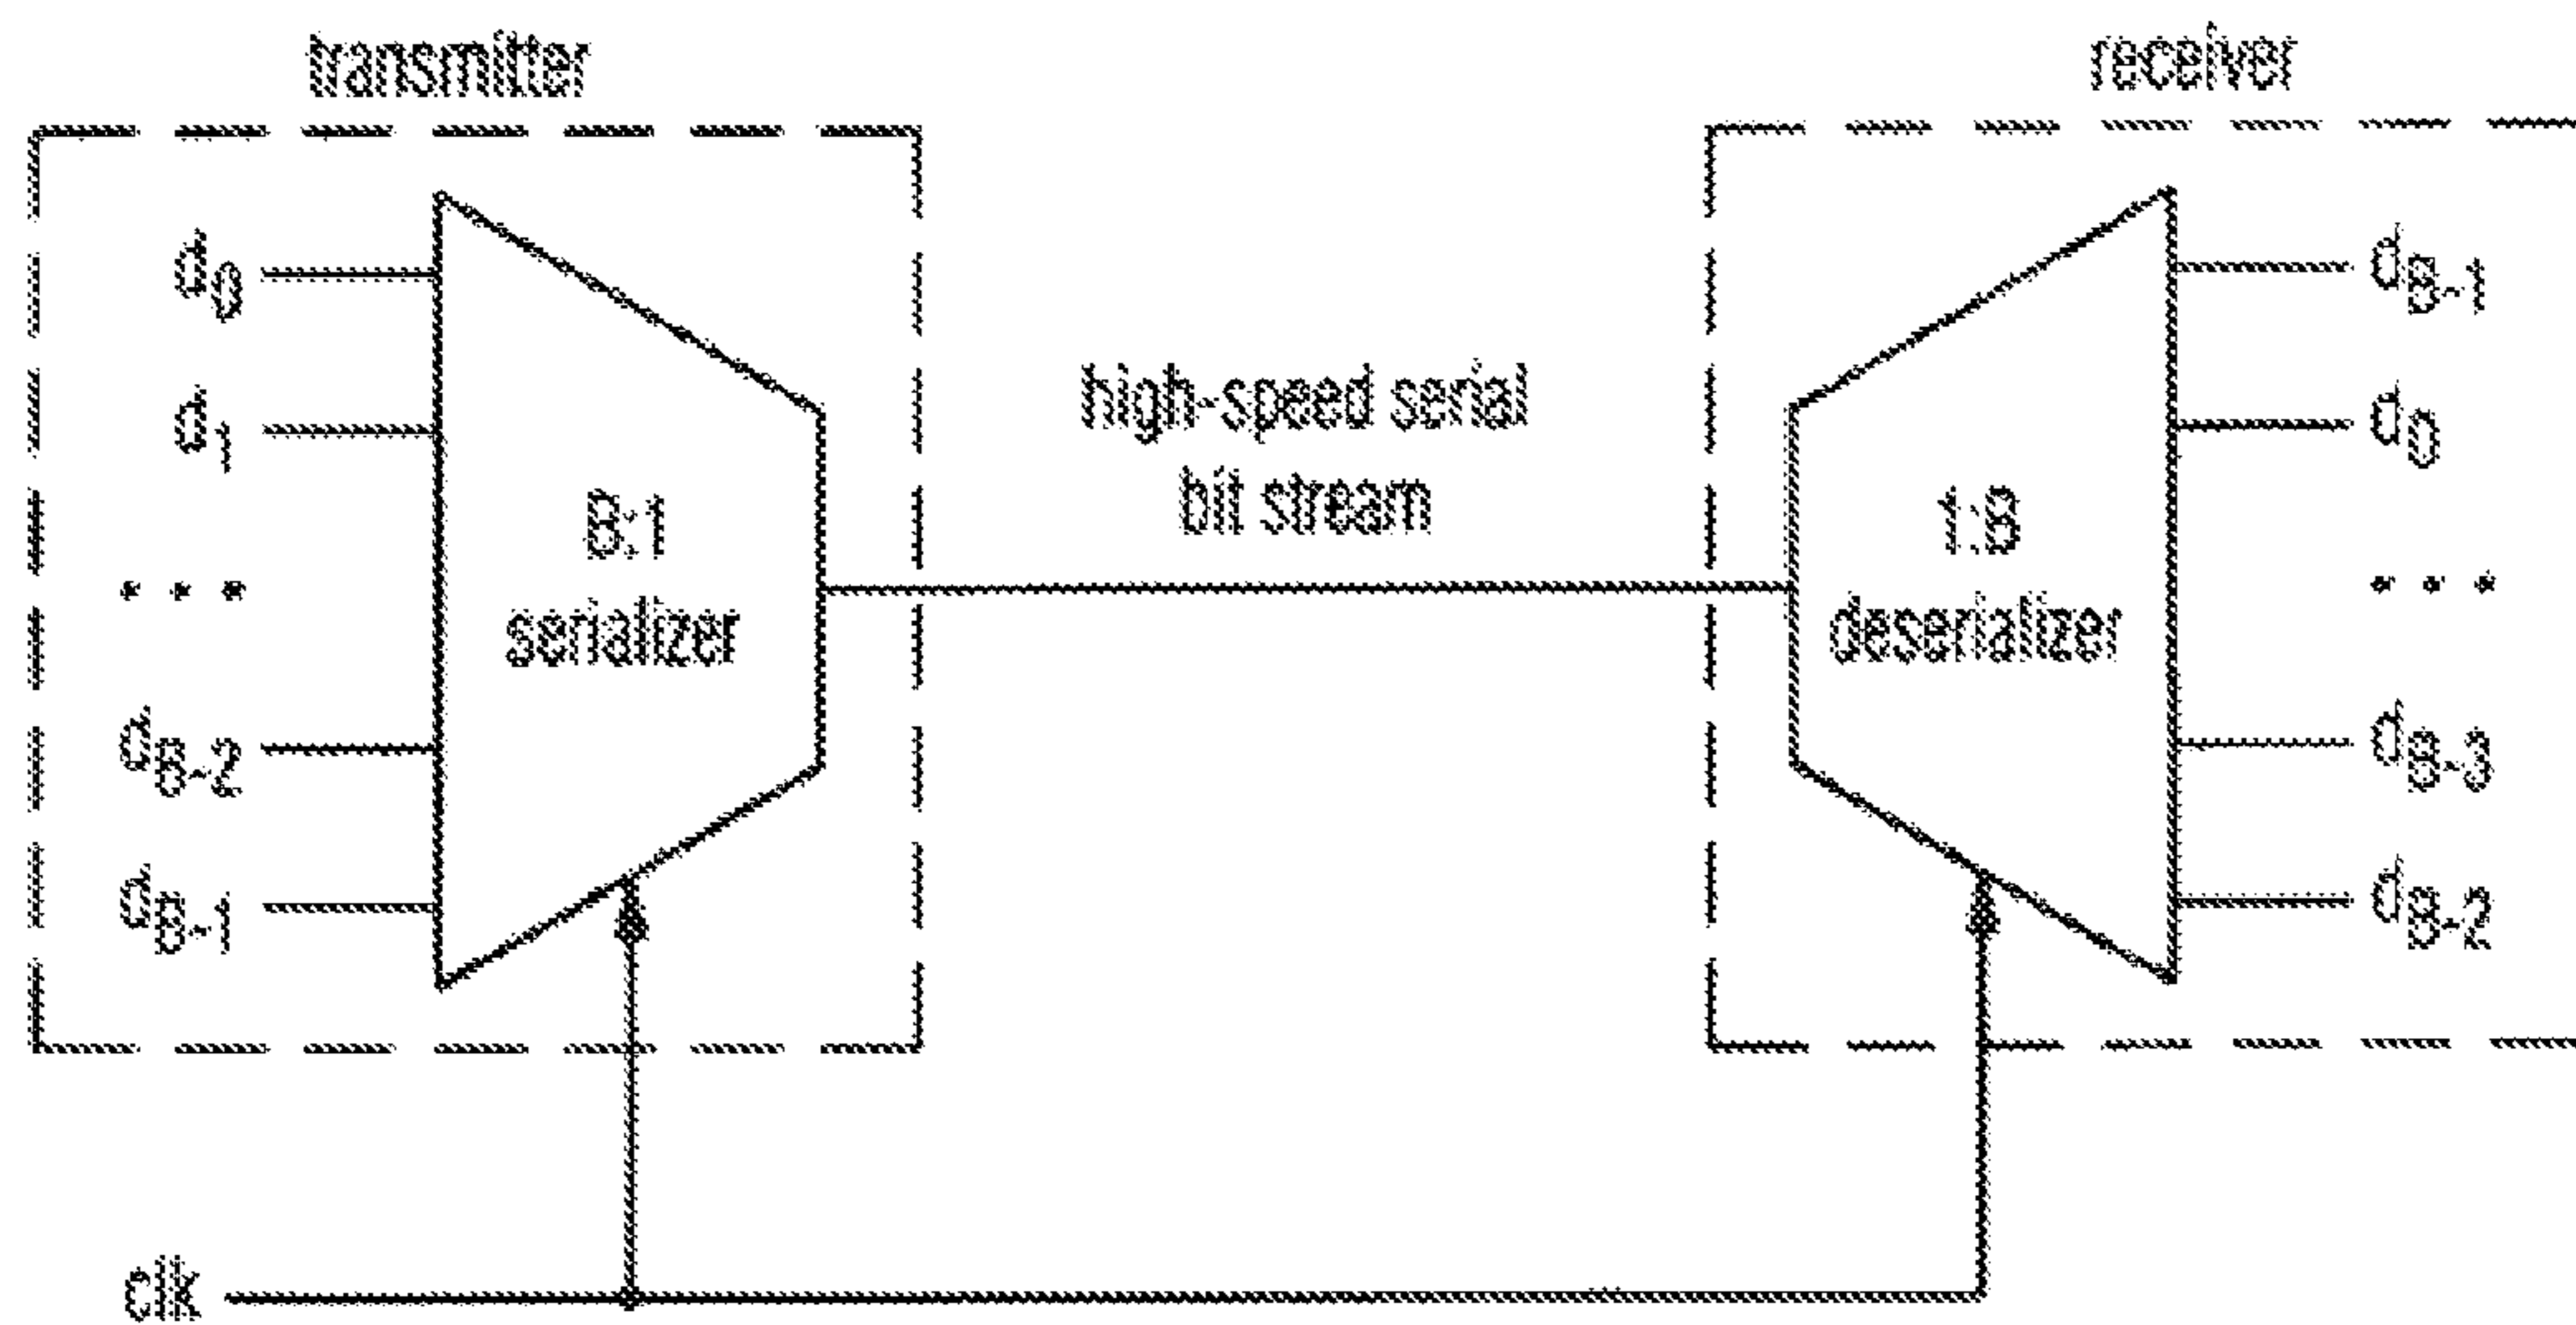 transmitter
receiver
d0
d1
...
dB-2
dB-1
B:1
serializer
high-speed serial
bit stream
1:B
deserializer
dB-1
d0
...
dB-3
dB-2
clk